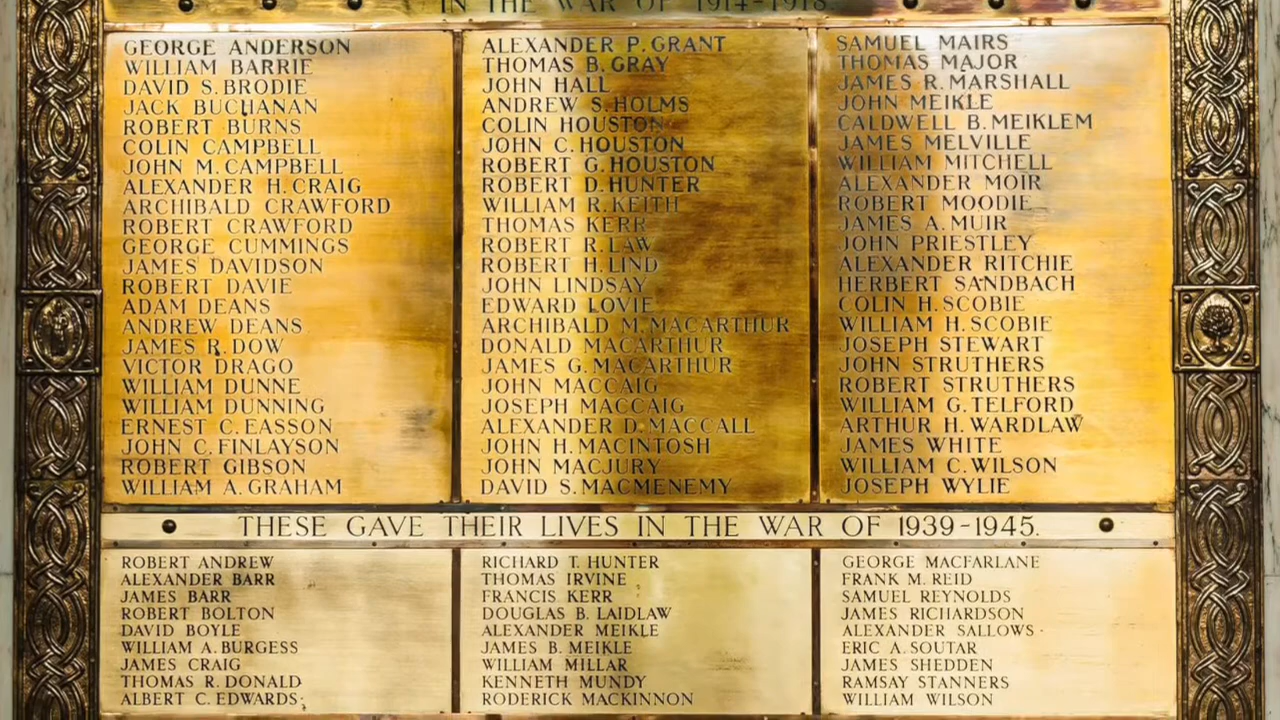 IN THE WAR OF 1914-1918.
GEORGE ANDERSON
WILLIAM BARRIE
DAVID S. BRODIE
JACK BUCHANAN
ROBERT BURNS
COLIN CAMPBELL
JOHN M. CAMPBELL
ALEXANDER H. CRAIG
ARCHIBALD CRAWFORD
ROBERT CRAWFORD
GEORGE CUMMINGS
JAMES DAVIDSON
ROBERT DAVIE
ADAM DEANS
ANDREW DEANS
JAMES R. DOW
VICTOR DRAGO
WILLIAM DUNNE
WILLIAM DUNNING
ERNEST C. EASSON
JOHN C. FINLAYSON
ROBERT GIBSON
WILLIAM A. GRAHAM
ALEXANDER P. GRANT
THOMAS B. GRAY
JOHN HALL
ANDREW S. HOLMS
COLIN HOUSTON
JOHN C. HOUSTON
ROBERT G. HOUSTON
ROBERT D. HUNTER
WILLIAM R. KEITH
THOMAS KERR
ROBERT R. LAW
ROBERT H. LIND
JOHN LINDSAY
EDWARD LOVIE
ARCHIBALD M. MACARTHUR
DONALD MACARTHUR
JAMES G. MACARTHUR
JOHN MACCAIG
JOSEPH MACCAIG
ALEXANDER D. MACCALL
JOHN H. MACINTOSH
JOHN MACJURY
DAVID S. MACMENEMY
SAMUEL MAIRS
THOMAS MAJOR
JAMES R. MARSHALL
JOHN MEIKLE
CALDWELL B. MEIKLEM
JAMES MELVILLE
WILLIAM MITCHELL
ALEXANDER MOIR
ROBERT MOODIE
JAMES A. MUIR
JOHN PRIESTLEY
ALEXANDER RITCHIE
HERBERT SANDBACH
COLIN H. SCOBIE
WILLIAM H. SCOBIE
JOSEPH STEWART
JOHN STRUTHERS
ROBERT STRUTHERS
WILLIAM G. TELFORD
ARTHUR H. WARDLAW
JAMES WHITE
WILLIAM C. WILSON
JOSEPH WYLIE
THESE GAVE THEIR LIVES IN THE WAR OF 1939-1945.
ROBERT ANDREW
ALEXANDER BARR
JAMES BARR
ROBERT BOLTON
DAVID BOYLE
WILLIAM A. BURGESS
JAMES CRAIG
THOMAS R. DONALD
ALBERT C. EDWARDS
RICHARD T. HUNTER
THOMAS IRVINE
FRANCIS KERR
DOUGLAS B. LAIDLAW
ALEXANDER MEIKLE
JAMES B. MEIKLE
WILLIAM MILLAR
KENNETH MUNDY
RODERICK MACKINNON
GEORGE MACFARLANE
FRANK M. REID
SAMUEL REYNOLDS
JAMES RICHARDSON
ALEXANDER SALLOWS
ERIC A. SOUTAR
JAMES SHEDDEN
RAMSAY STANNERS
WILLIAM WILSON